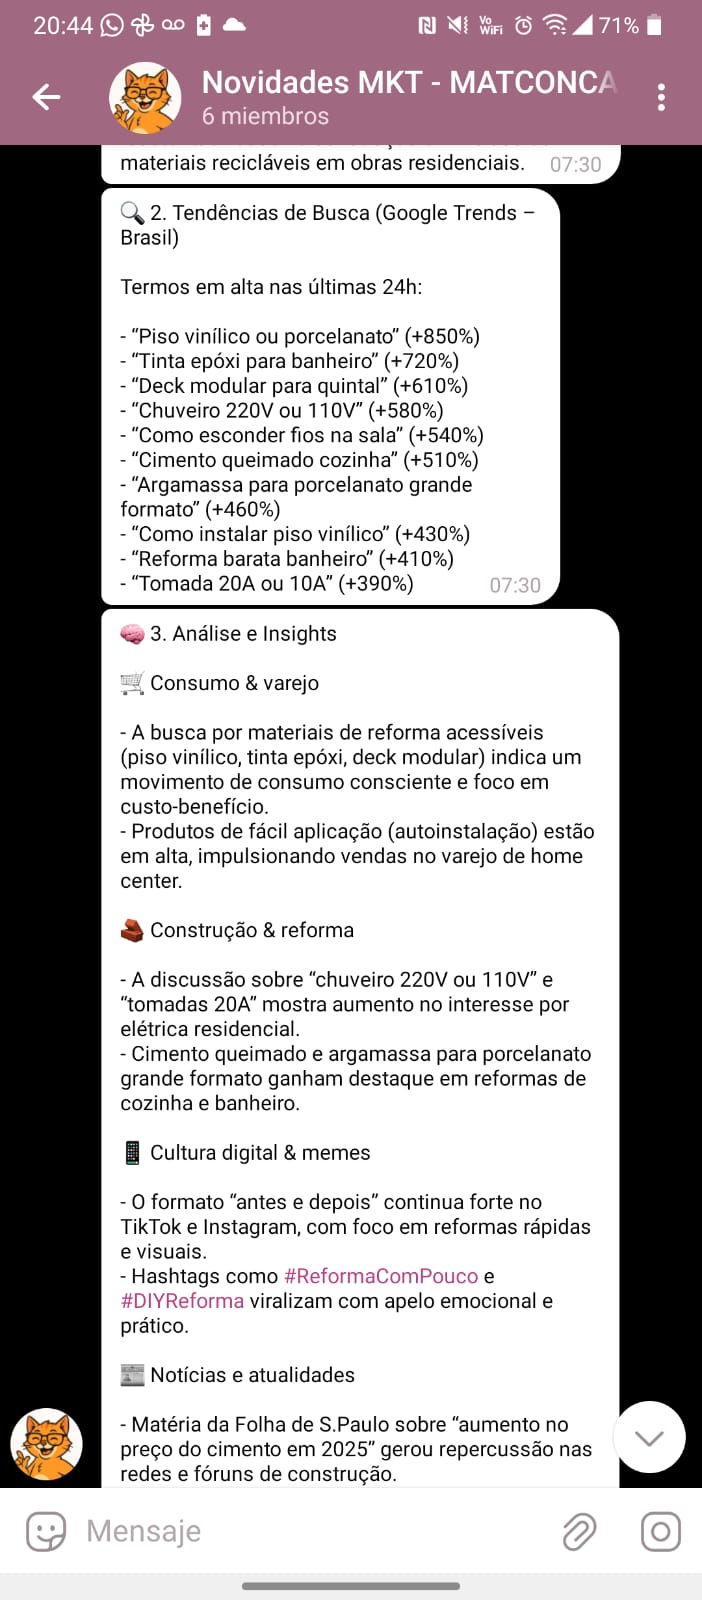 20:44
Vo
WiFi
71%
Novidades MKT - MATCONCA
6 miembros
materiais recicláveis em obras residenciais. 07:30
🔍 2. Tendências de Busca (Google Trends –
Brasil)
Termos em alta nas últimas 24h:
- “Piso vinílico ou porcelanato” (+850%)
- “Tinta epóxi para banheiro” (+720%)
- “Deck modular para quintal” (+610%)
- “Chuveiro 220V ou 110V” (+580%)
- “Como esconder fios na sala” (+540%)
- “Cimento queimado cozinha” (+510%)
- “Argamassa para porcelanato grande
formato” (+460%)
- “Como instalar piso vinílico” (+430%)
- “Reforma barata banheiro” (+410%)
- “Tomada 20A ou 10A” (+390%) 07:30
🧠 3. Análise e Insights
🛒 Consumo & varejo
- A busca por materiais de reforma acessíveis
(piso vinílico, tinta epóxi, deck modular) indica um
movimento de consumo consciente e foco em
custo-benefício.
- Produtos de fácil aplicação (autoinstalação) estão
em alta, impulsionando vendas no varejo de home
center.
🧱 Construção & reforma
- A discussão sobre “chuveiro 220V ou 110V” e
“tomadas 20A” mostra aumento no interesse por
elétrica residencial.
- Cimento queimado e argamassa para porcelanato
grande formato ganham destaque em reformas de
cozinha e banheiro.
📱 Cultura digital & memes
- O formato “antes e depois” continua forte no
TikTok e Instagram, com foco em reformas rápidas
e visuais.
- Hashtags como #ReformaComPouco e
#DIYReforma viralizam com apelo emocional e
prático.
📰 Notícias e atualidades
- Matéria da Folha de S.Paulo sobre “aumento no
preço do cimento em 2025” gerou repercussão nas
redes e fóruns de construção.
Mensaje